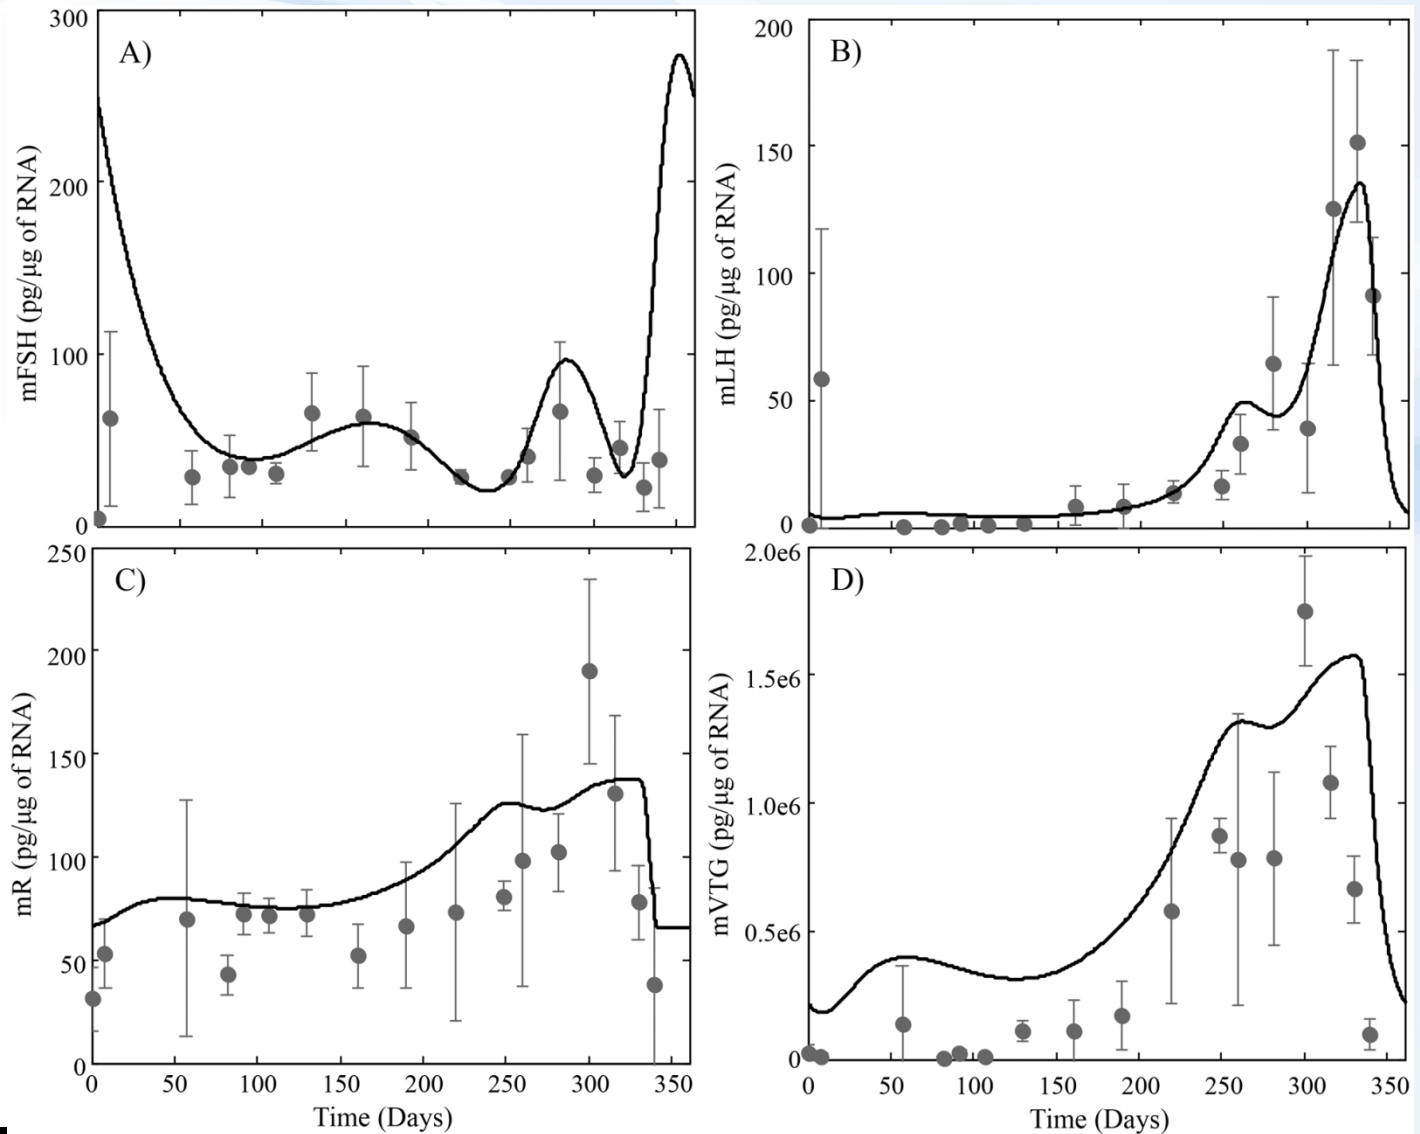 A)
300
200
100
0
mFSH (pg/µg of RNA)
B)
200
150
100
50
0
mLH (pg/µg of RNA)
C)
250
200
150
100
50
0
mR (pg/µg of RNA)
0 50 100 150 200 250 300 350
Time (Days)
D)
2.0e6
1.5e6
1.0e6
0.5e6
0
mVTG (pg/µg of RNA)
0 50 100 150 200 250 300 350
Time (Days)